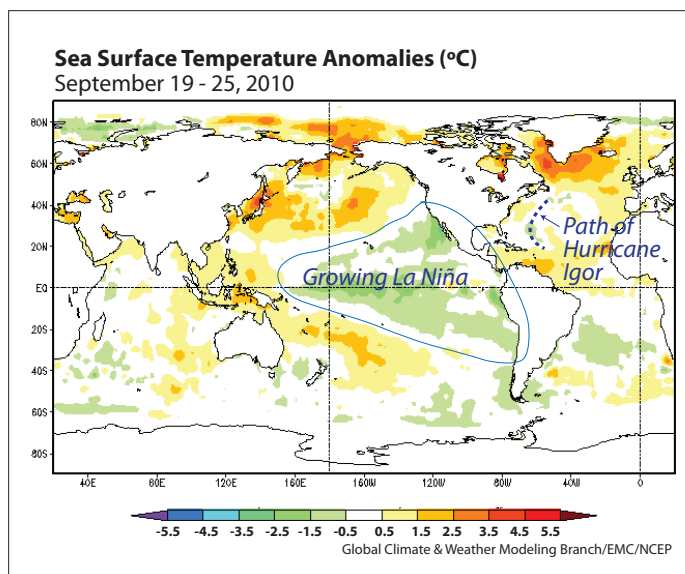 Sea Surface Temperature Anomalies (ºC)
September 19 - 25, 2010
80N
60N
40N
20N
EQ
20S
40S
60S
80S
Path of
Hurricane
Igor
Growing La Niña
40E 80E 120E 160E 160W 120W 80W 40W 0
-5.5 -4.5 -3.5 -2.5 -1.5 -0.5 0.5 1.5 2.5 3.5 4.5 5.5
Global Climate & Weather Modeling Branch/EMC/NCEP